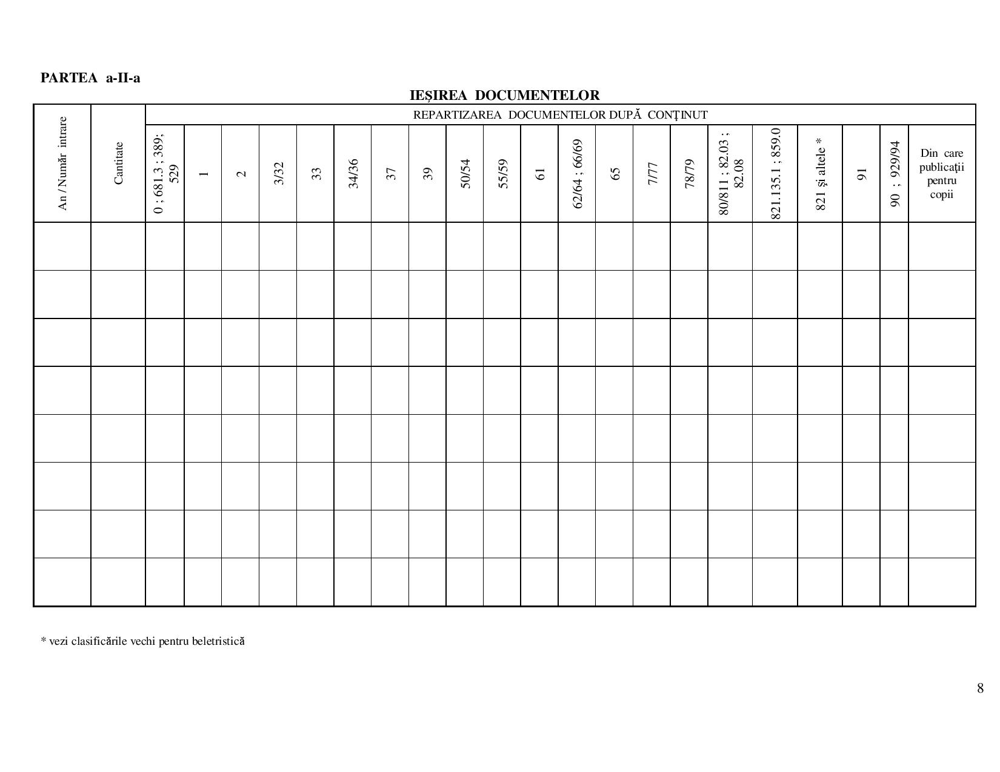 PARTEA a-II-a
IEŞIREA DOCUMENTELOR
REPARTIZAREA DOCUMENTELOR DUPĂ CONŢINUT
An / Număr intrare
Cantitate
0 ; 681.3 ; 389;
529
1
2
3/32
33
34/36
37
39
50/54
55/59
61
62/64 ; 66/69
65
7/77
78/79
80/811 ; 82.03 ;
82.08
821.135.1 ; 859.0
821 şi altele *
91
90 ; 929/94
Din care
publicaţii
pentru
copii
* vezi clasificările vechi pentru beletristică
8